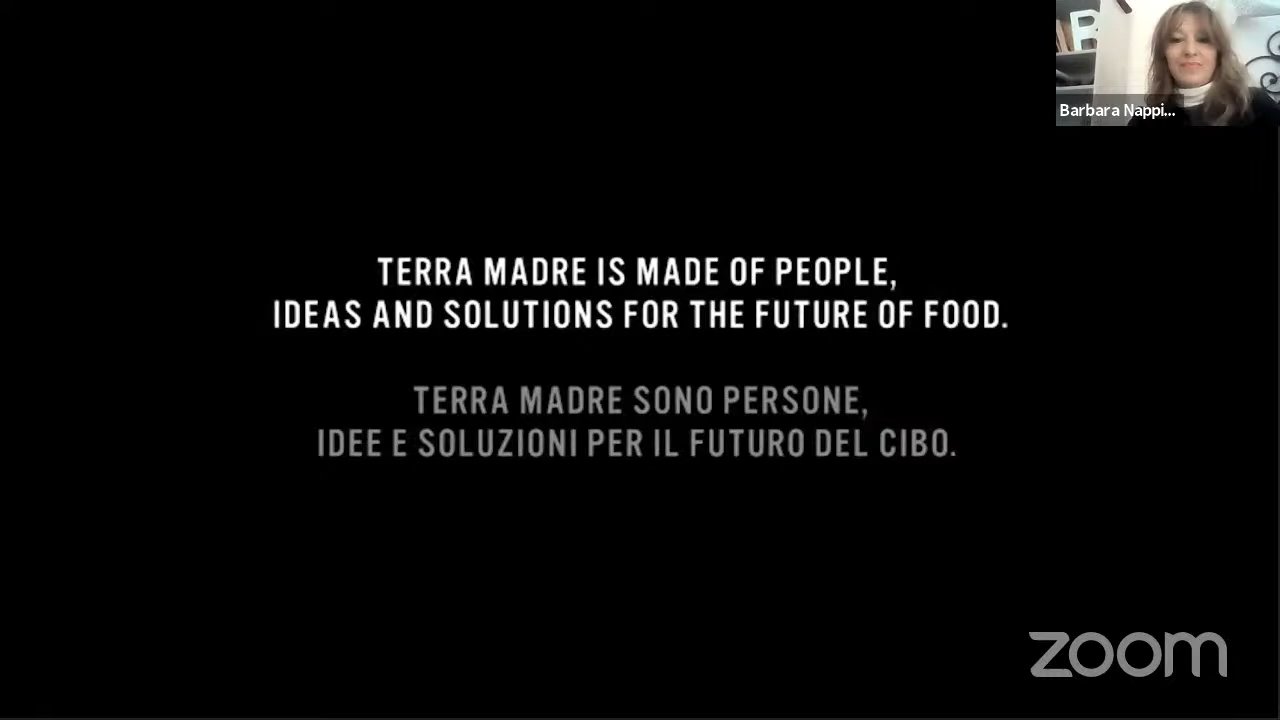 B
Barbara Nappi...
TERRA MADRE IS MADE OF PEOPLE,
IDEAS AND SOLUTIONS FOR THE FUTURE OF FOOD.
TERRA MADRE SONO PERSONE,
IDEE E SOLUZIONI PER IL FUTURO DEL CIBO.
zoom